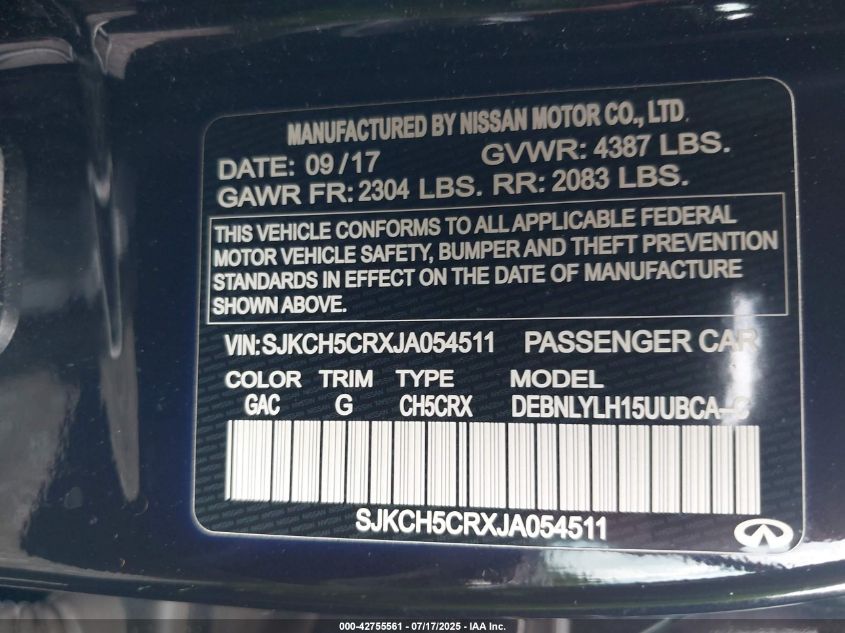 MANUFACTURED BY NISSAN MOTOR CO., LTD.
DATE: 09/17 GVWR: 4387 LBS.
GAWR FR: 2304 LBS. RR: 2083 LBS.
THIS VEHICLE CONFORMS TO ALL APPLICABLE FEDERAL
MOTOR VEHICLE SAFETY, BUMPER AND THEFT PREVENTION
STANDARDS IN EFFECT ON THE DATE OF MANUFACTURE
SHOWN ABOVE.
VIN: SJKCH5CRXJA054511 PASSENGER CAR
COLOR TRIM TYPE MODEL
GAC G CH5CRX DEBNLYLH15UUBCA-C
SJKCH5CRXJA054511
000-42755561 / 07/17/2025 - IAA Inc.